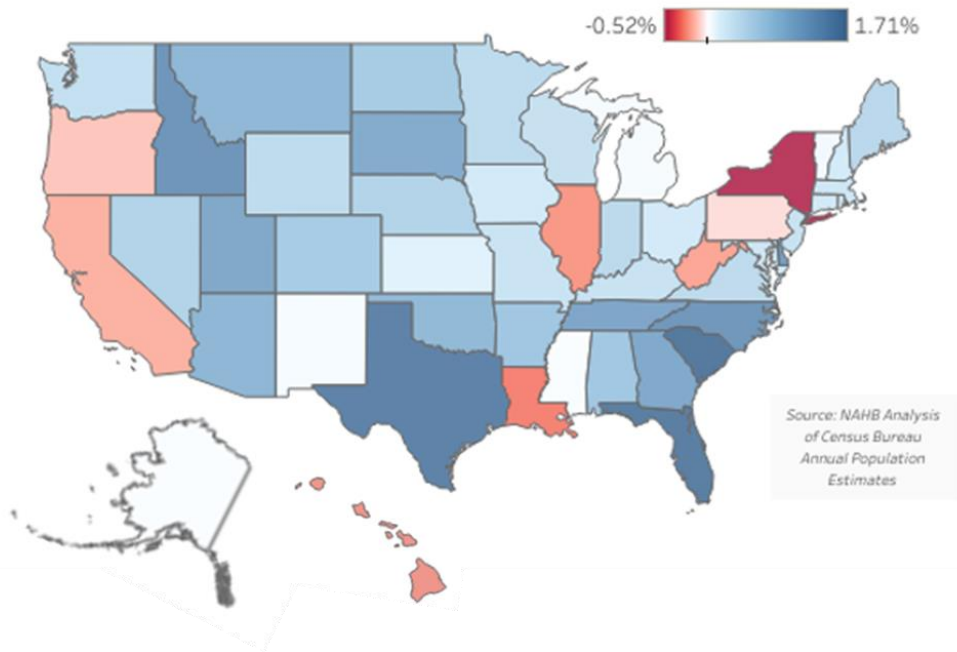 -0.52% 1.71%
Source: NAHB Analysis
of Census Bureau
Annual Population
Estimates